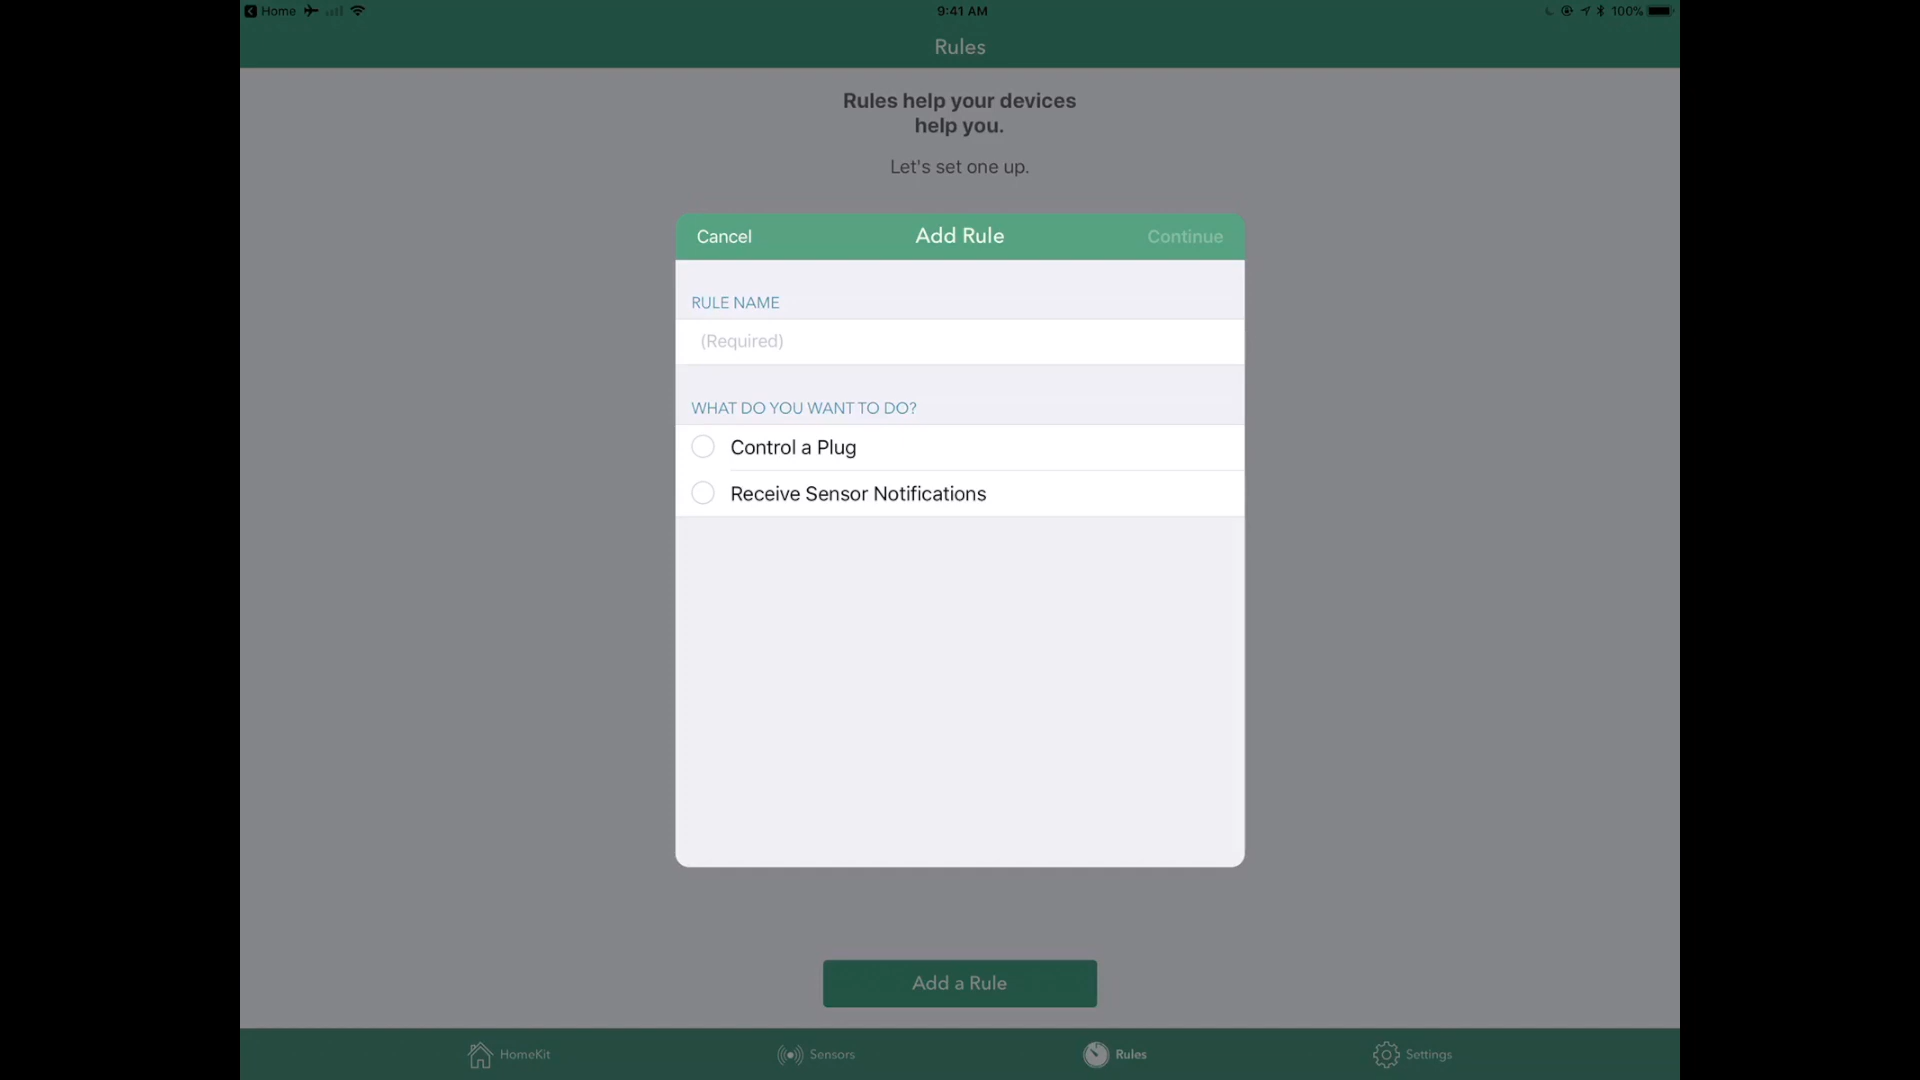 Home
9:41 AM
100%
Rules
Rules help your devices
help you.
Let's set one up.
Cancel
Add Rule
Continue
RULE NAME
(Required)
WHAT DO YOU WANT TO DO?
Control a Plug
Receive Sensor Notifications
Add a Rule
HomeKit
Sensors
Rules
Settings